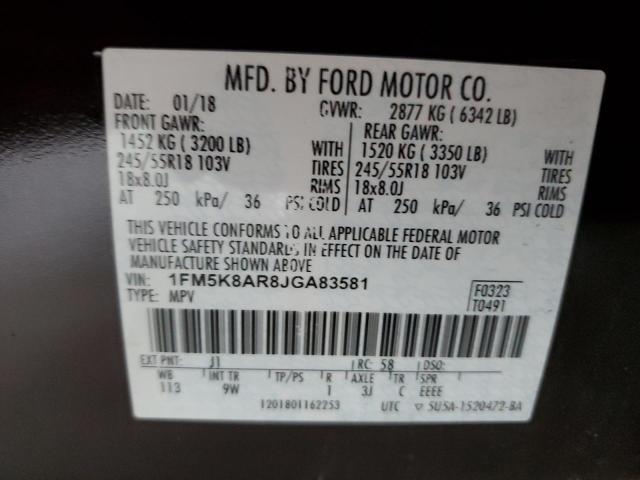 MFD. BY FORD MOTOR CO.
DATE: 01/18 GVWR: 2877 KG ( 6342 LB)
FRONT GAWR: REAR GAWR:
1452 KG ( 3200 LB) WITH 1520 KG ( 3350 LB) WITH
245/55R18 103V TIRES 245/55R18 103V TIRES
18x8.0J RIMS 18x8.0J RIMS
AT 250 kPa/ 36 PSI COLD AT 250 kPa/ 36 PSI COLD
THIS VEHICLE CONFORMS TO ALL APPLICABLE FEDERAL MOTOR
VEHICLE SAFETY STANDARDS IN EFFECT ON THE DATE OF
MANUFACTURE SHOWN ABOVE
VIN: 1FM5K8AR8JGA83581 F0323
TYPE: MPV T0491
EXT PNT: J1 RC: 58 DSO:
WB INT TR TP/PS R AXLE TR SPR
113 9W 1 3J C EEEE
1201801162253 UTC ▽ 5U5A-1520472-BA